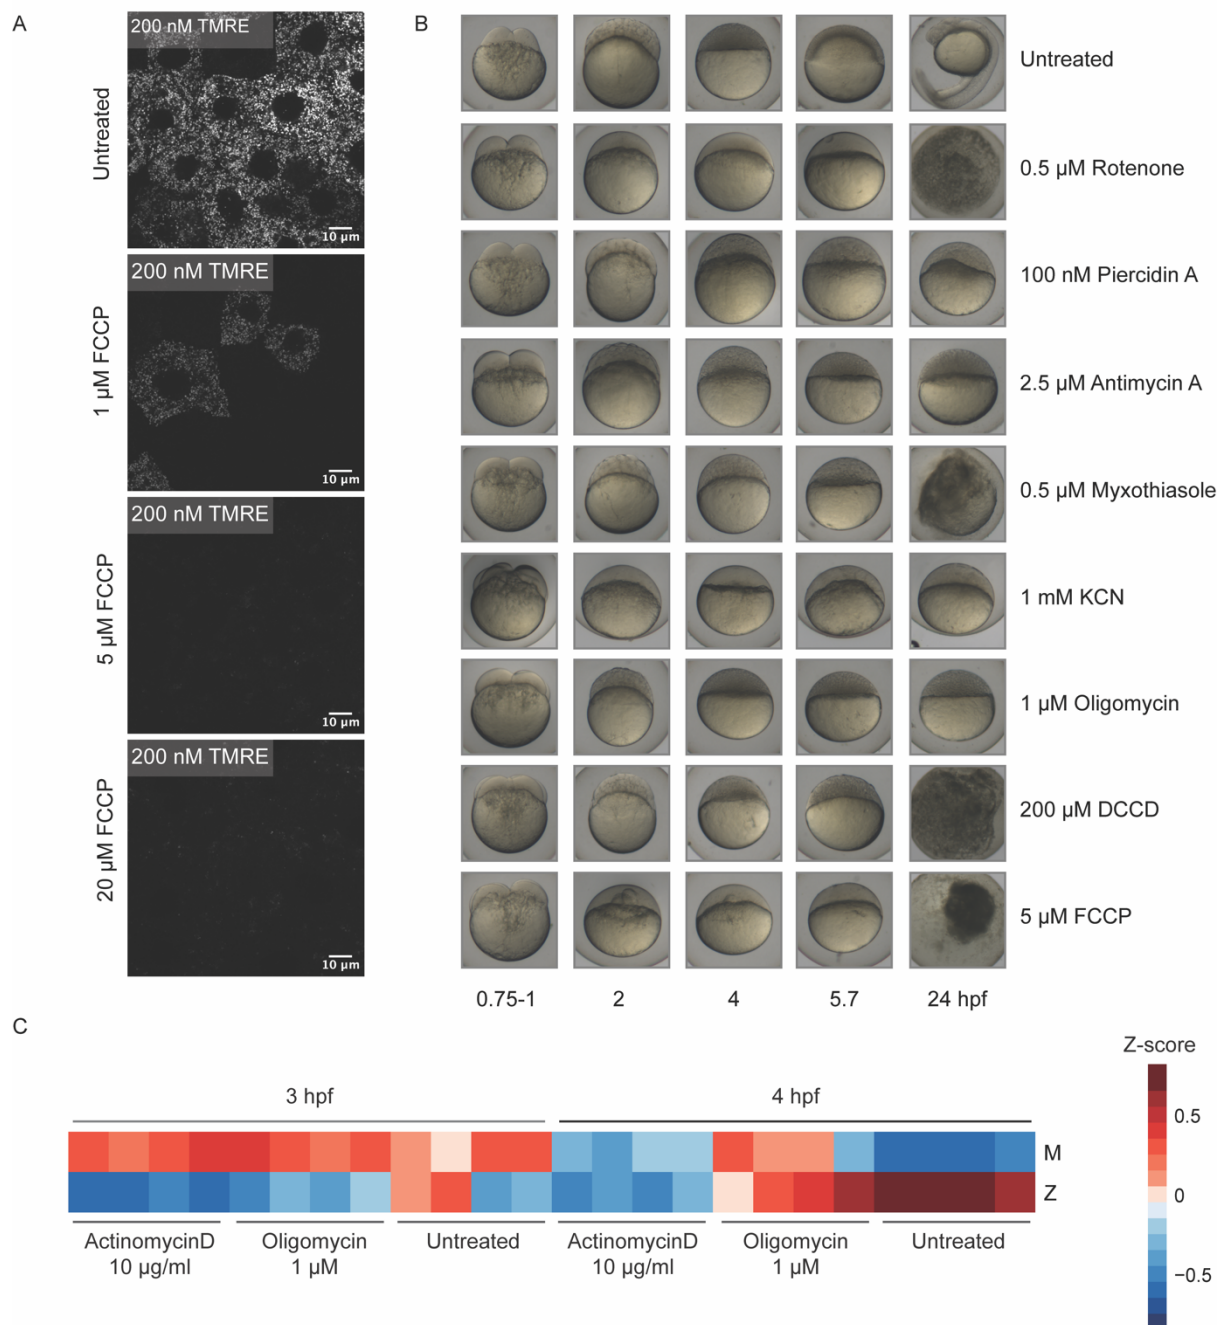 A
200 nM TMRE
Untreated
10 µm
200 nM TMRE
1 µM FCCP
10 µm
200 nM TMRE
5 µM FCCP
10 µm
200 nM TMRE
20 µM FCCP
10 µm
B
Untreated
0.5 µM Rotenone
100 nM Piercidin A
2.5 µM Antimycin A
0.5 µM Myxothiasole
1 mM KCN
1 µM Oligomycin
200 µM DCCD
5 µM FCCP
0.75-1 2 4 5.7 24 hpf
C
Z-score
3 hpf 4 hpf
M
Z
0.5
0
−0.5
ActinomycinD Oligomycin Untreated ActinomycinD Oligomycin Untreated
10 µg/ml 1 µM 10 µg/ml 1 µM